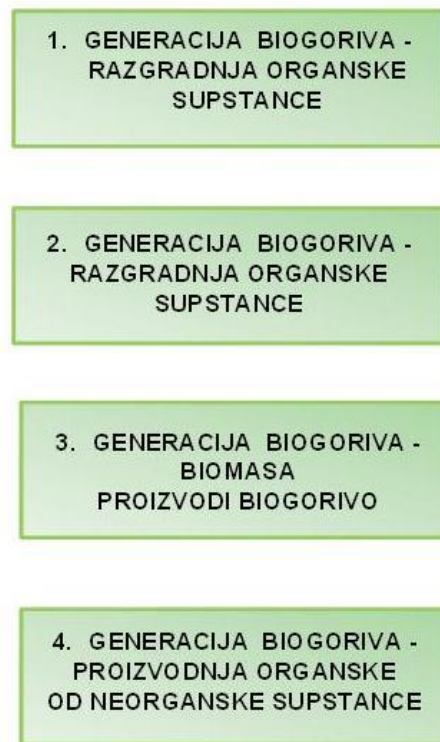 1. GENERACIJA BIOGORIVA -
RAZGRADNJA ORGANSKE
SUPSTANCE
2. GENERACIJA BIOGORIVA -
RAZGRADNJA ORGANSKE
SUPSTANCE
3. GENERACIJA BIOGORIVA -
BIOMASA
PROIZVODI BIOGORIVO
4. GENERACIJA BIOGORIVA -
PROIZVODNJA ORGANSKE
OD NEORGANSKE SUPSTANCE